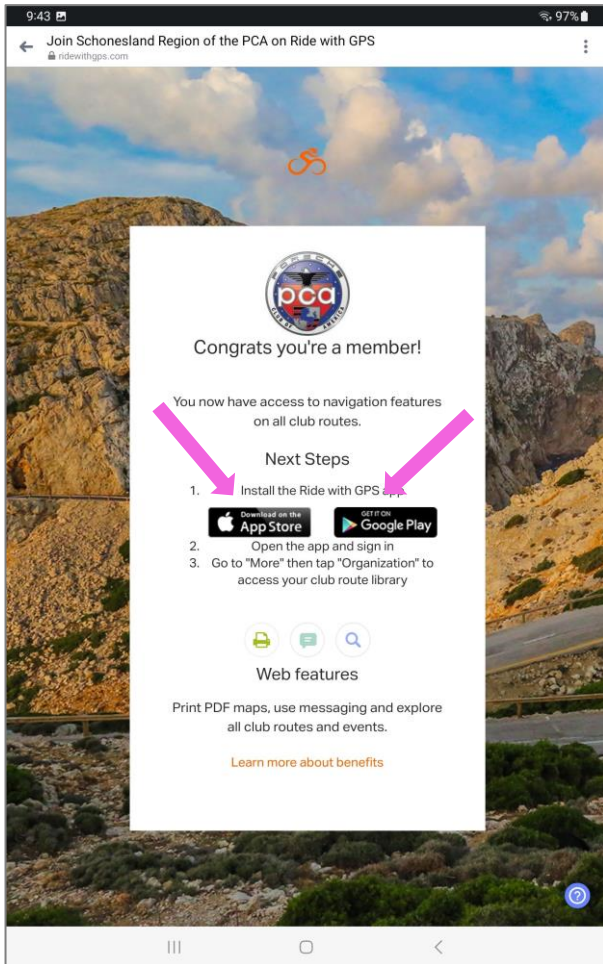 9:43 97%
Join Schonesland Region of the PCA on Ride with GPS
ridewithgps.com
PORSCHE
pca
CLUB OF AMERICA
Congrats you're a member!
You now have access to navigation features
on all club routes.
Next Steps
1. Install the Ride with GPS app.
Download on the
App Store
GET IT ON
Google Play
2. Open the app and sign in
3. Go to "More" then tap "Organization" to
access your club route library
Web features
Print PDF maps, use messaging and explore
all club routes and events.
Learn more about benefits
?